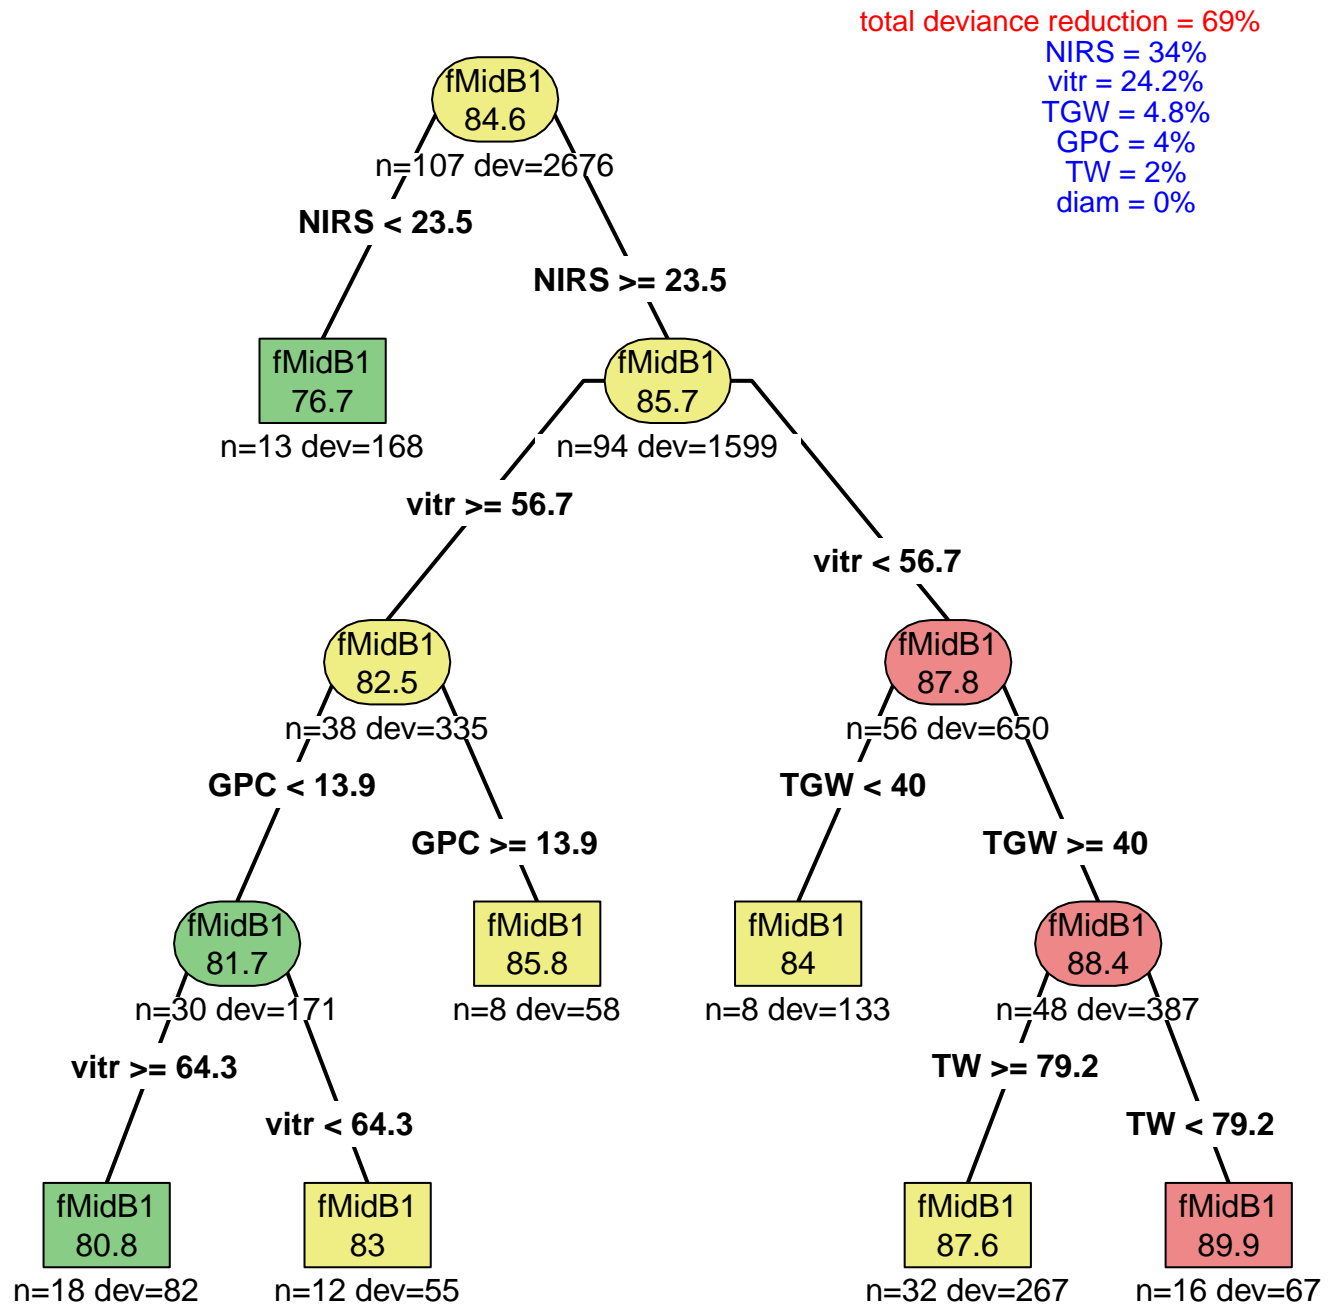 total deviance reduction = 69%
NIRS = 34%
vitr = 24.2%
TGW = 4.8%
GPC = 4%
TW = 2%
diam = 0%
fMidB1
84.6
n=107 dev=2676
NIRS < 23.5
NIRS >= 23.5
fMidB1
76.7
n=13 dev=168
fMidB1
85.7
n=94 dev=1599
vitr >= 56.7
vitr < 56.7
fMidB1
82.5
n=38 dev=335
fMidB1
87.8
n=56 dev=650
GPC < 13.9
GPC >= 13.9
TGW < 40
TGW >= 40
fMidB1
81.7
n=30 dev=171
fMidB1
85.8
n=8 dev=58
fMidB1
84
n=8 dev=133
fMidB1
88.4
n=48 dev=387
vitr >= 64.3
vitr < 64.3
TW >= 79.2
TW < 79.2
fMidB1
80.8
n=18 dev=82
fMidB1
83
n=12 dev=55
fMidB1
87.6
n=32 dev=267
fMidB1
89.9
n=16 dev=67